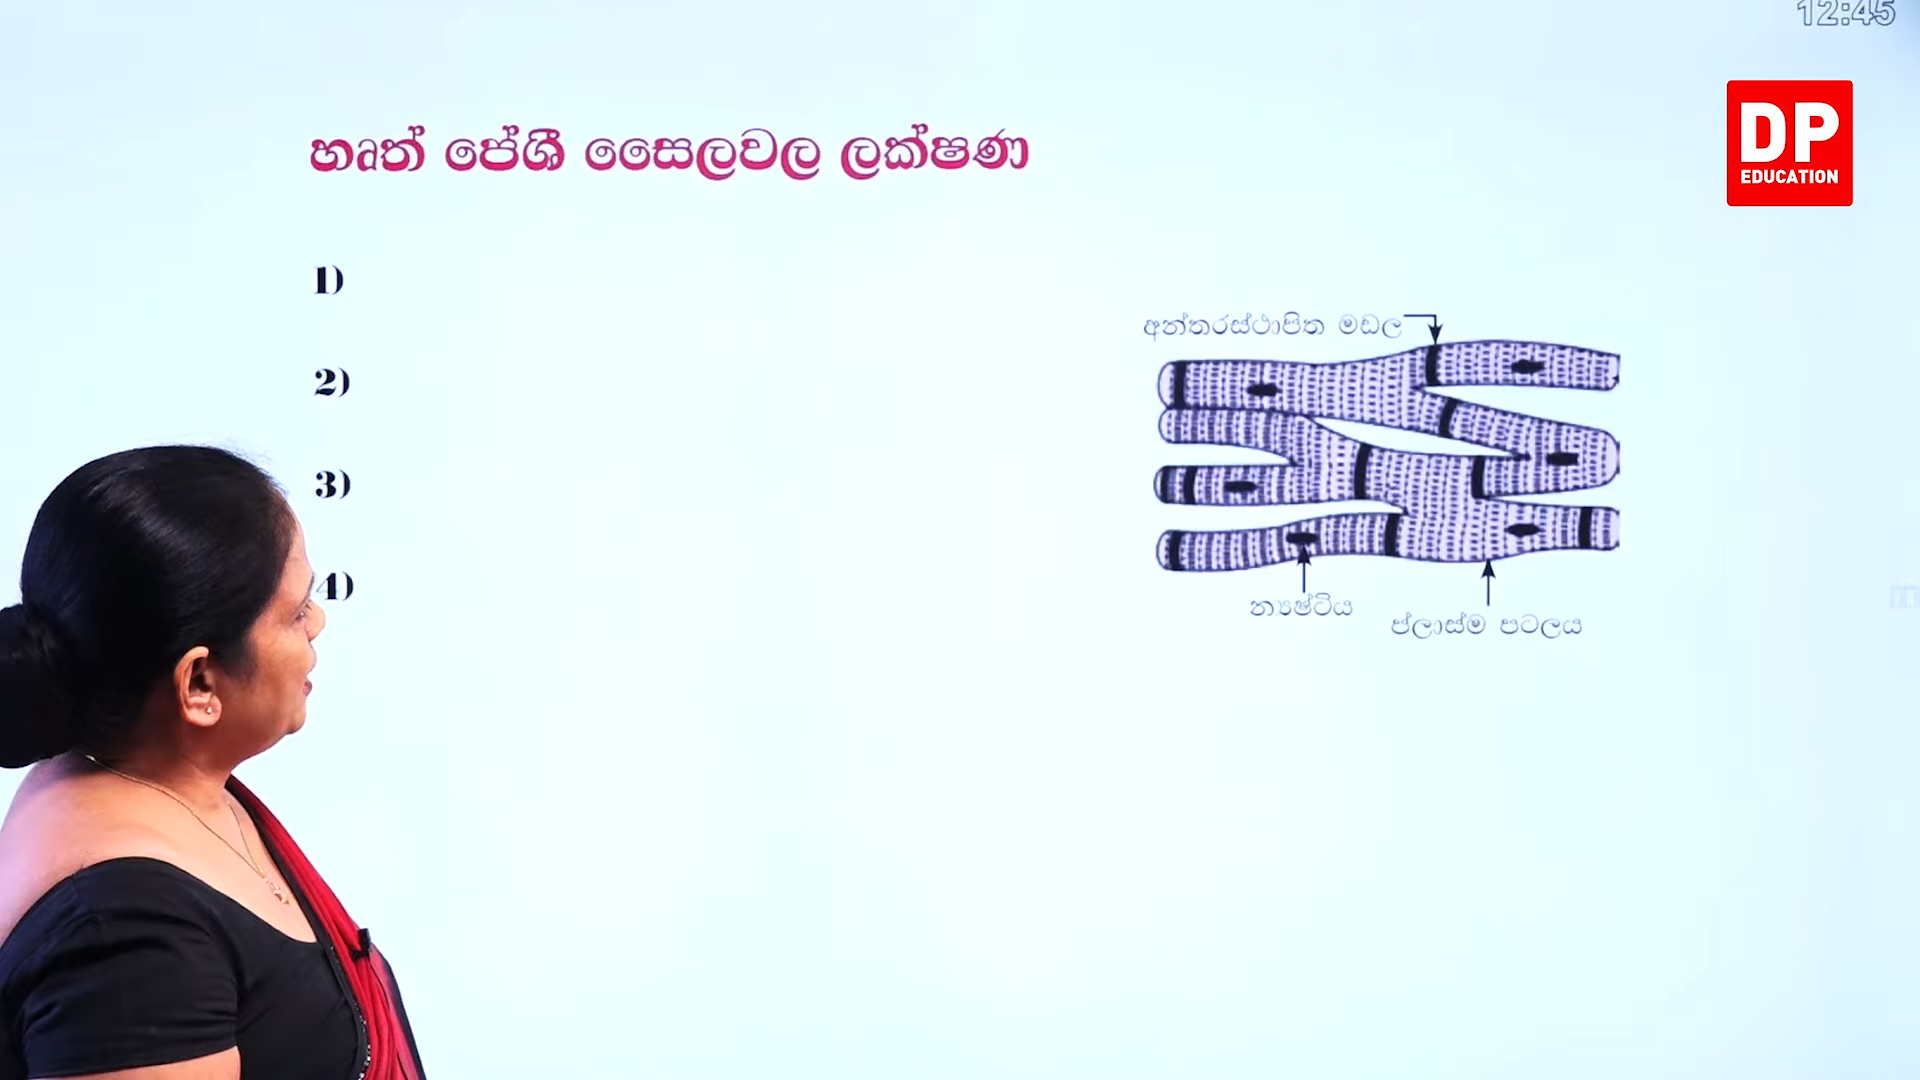 12:45
DP
EDUCATION
හෘත් පේශී සෛලවල ලක්ෂණ
1)
2)
3)
4)
අන්තරස්ථාපිත මඩල
න්‍යෂ්ටිය
ප්ලාස්ම පටලය